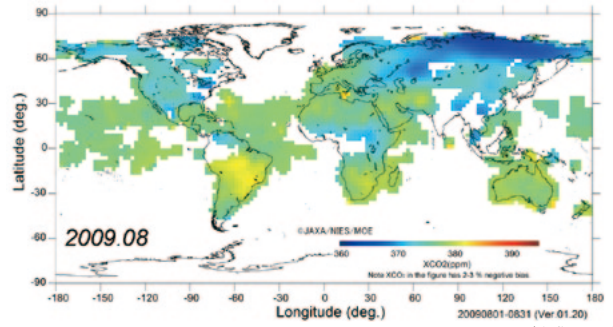 90
60
30
0
-30
-60
-90
Latitude (deg.)
2009.08
©JAXA/NIES/MOE
360 370 380 390
XCO2(ppm)
Note XCO₂ in the figure has 2-3 % negative bias
-180 -150 -120 -90 -60 -30 0 30 60 90 120 150 180
Longitude (deg.)
20090801-0831 (Ver.01.20)